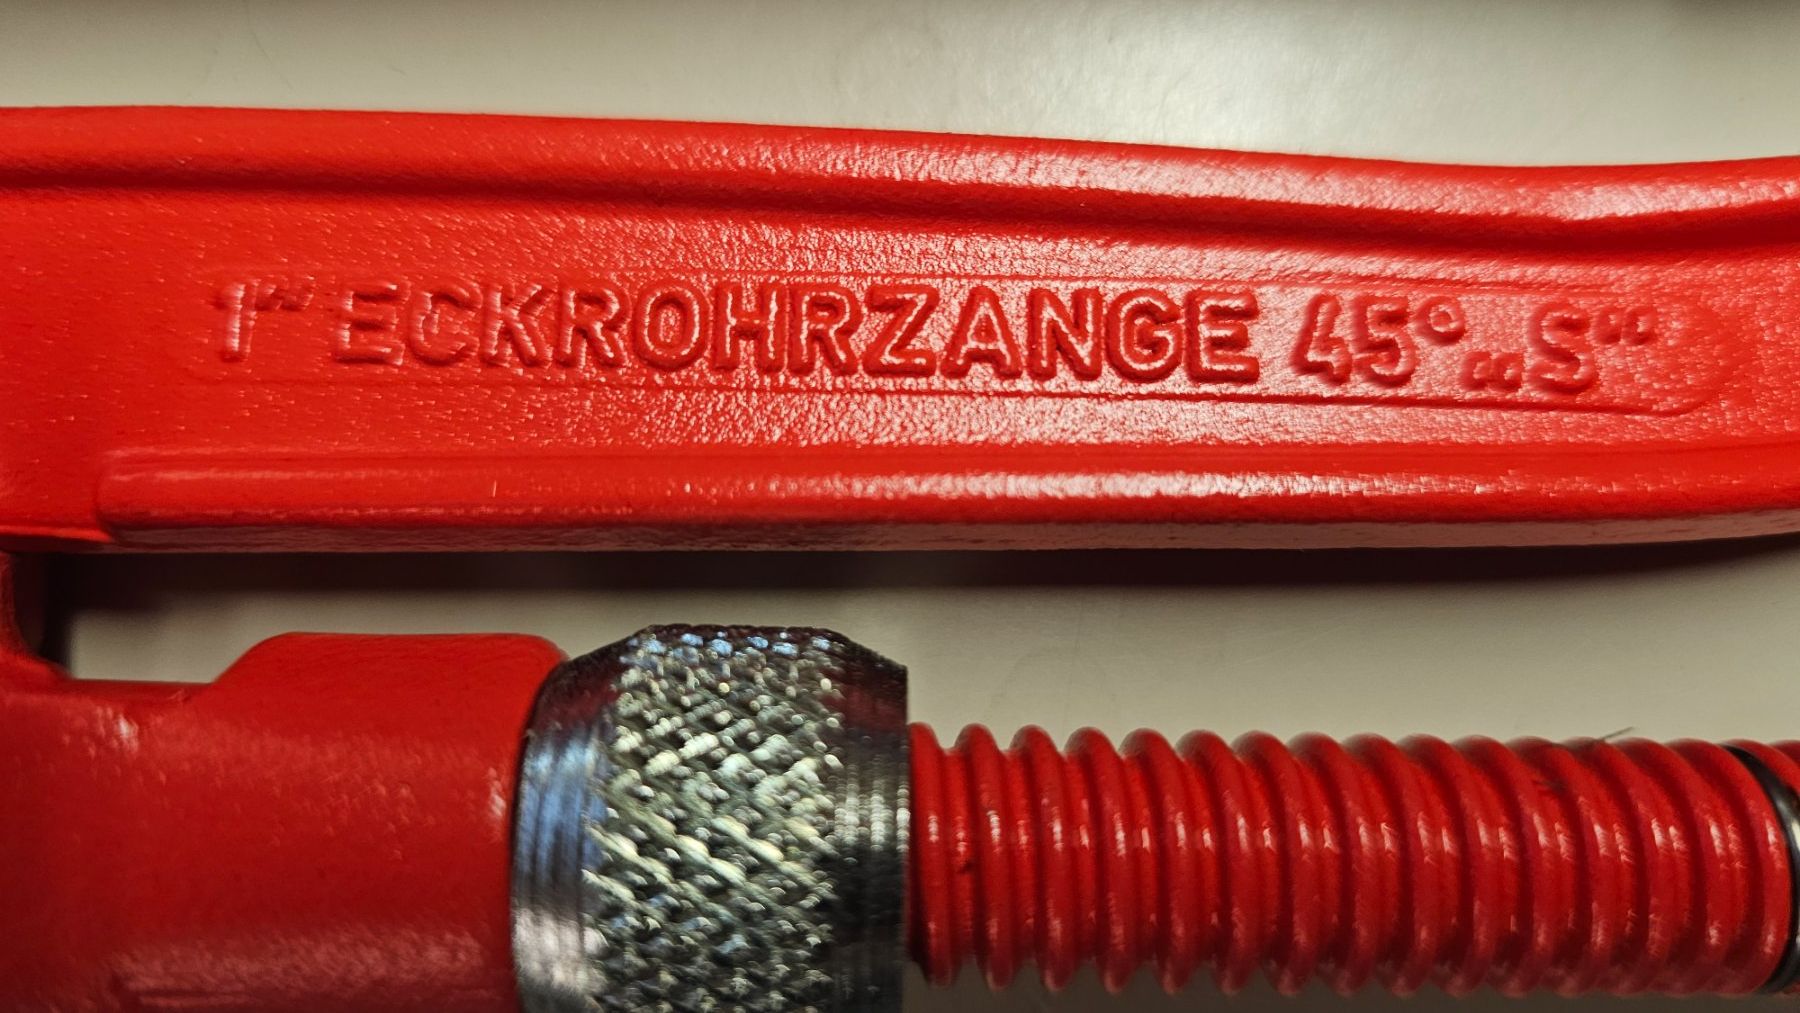 1" ECKROHRZANGE 45° „S“